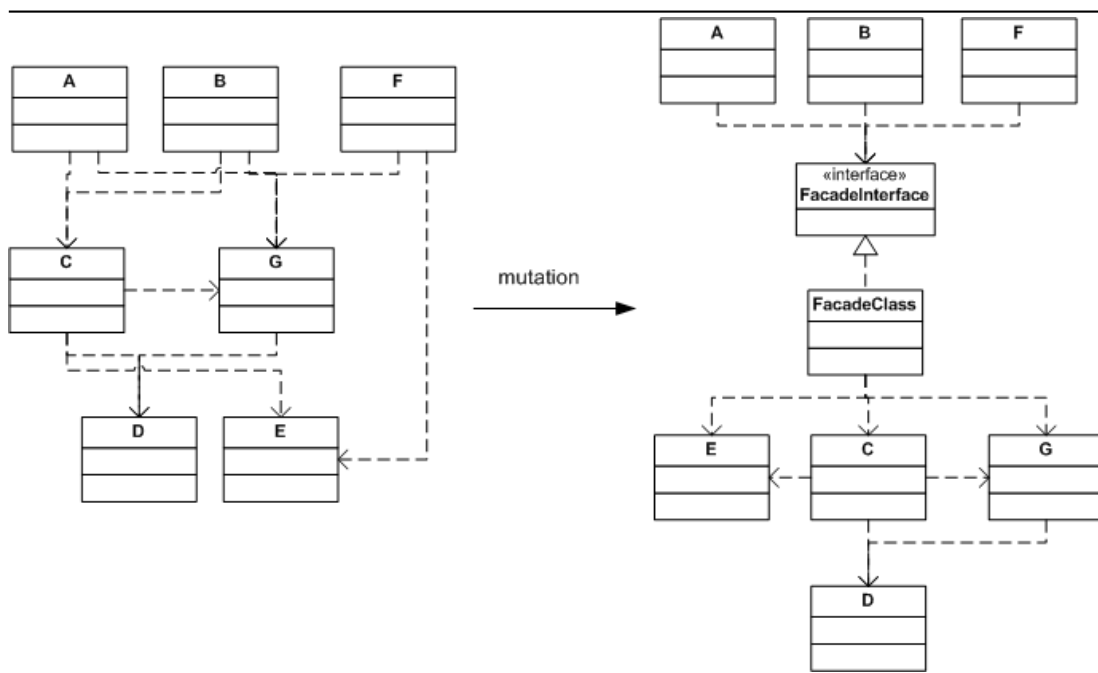 A
B
F
C
G
D
E
mutation
A
B
F
«interface»
FacadeInterface
FacadeClass
E
C
G
D